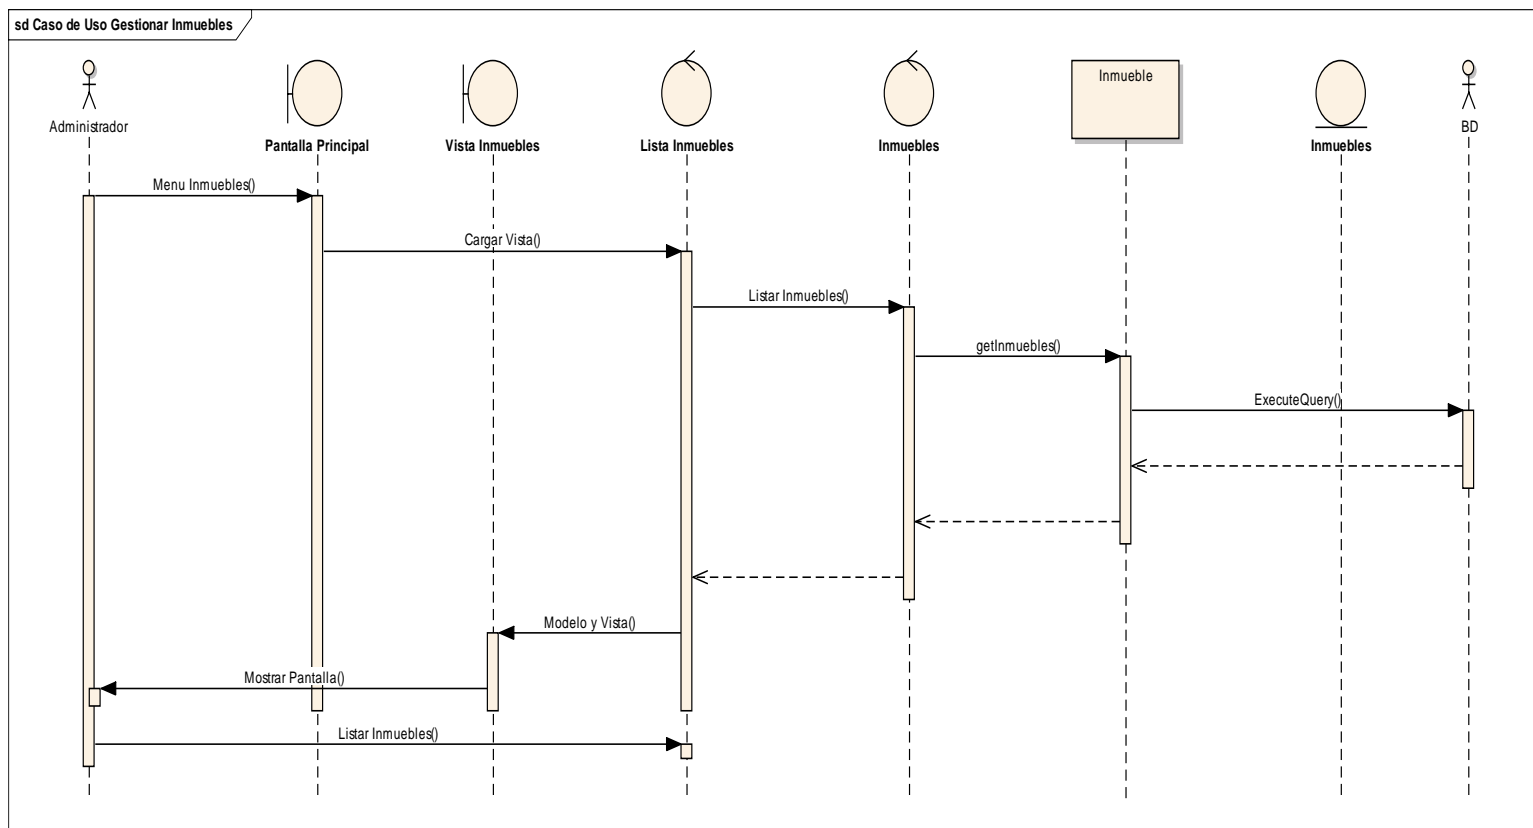 sd Caso de Uso Gestionar Inmuebles
Administrador
Pantalla Principal
Vista Inmuebles
Lista Inmuebles
Inmuebles
Inmueble
Inmuebles
BD
Menu Inmuebles()
Cargar Vista()
Listar Inmuebles()
getInmuebles()
ExecuteQuery()
Modelo y Vista()
Mostrar Pantalla()
Listar Inmuebles()